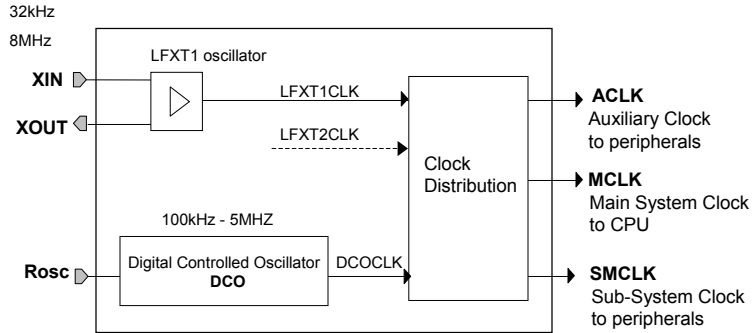 32kHz
8MHz
LFXT1 oscillator
XIN
XOUT
LFXT1CLK
LFXT2CLK
Clock
Distribution
ACLK
Auxiliary Clock
to peripherals
MCLK
Main System Clock
to CPU
100kHz - 5MHZ
Rosc
Digital Controlled Oscillator
DCO
DCOCLK
SMCLK
Sub-System Clock
to peripherals